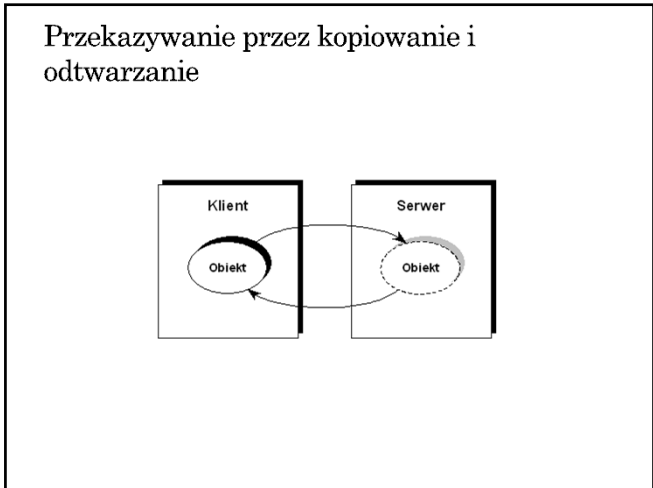 Przekazywanie przez kopiowanie i
odtwarzanie
Klient
Serwer
Obiekt
Obiekt